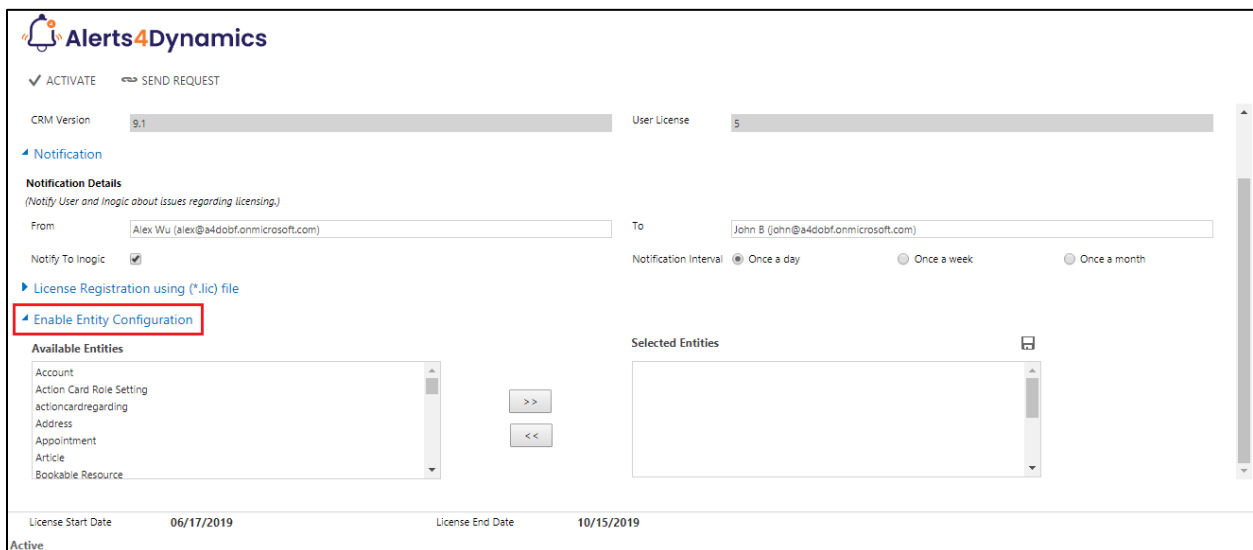 Alerts4Dynamics
ACTIVATE SEND REQUEST
CRM Version 9.1 User License 5
Notification
Notification Details
(Notify User and Inogic about issues regarding licensing.)
From Alex Wu (alex@a4dobf.onmicrosoft.com) To John B (john@a4dobf.onmicrosoft.com)
Notify To Inogic Notification Interval Once a day Once a week Once a month
License Registration using (*.lic) file
Enable Entity Configuration
Available Entities Selected Entities
Account
Action Card Role Setting
actioncardregarding
Address
Appointment
Article
Bookable Resource
>>
<<
License Start Date 06/17/2019 License End Date 10/15/2019
Active